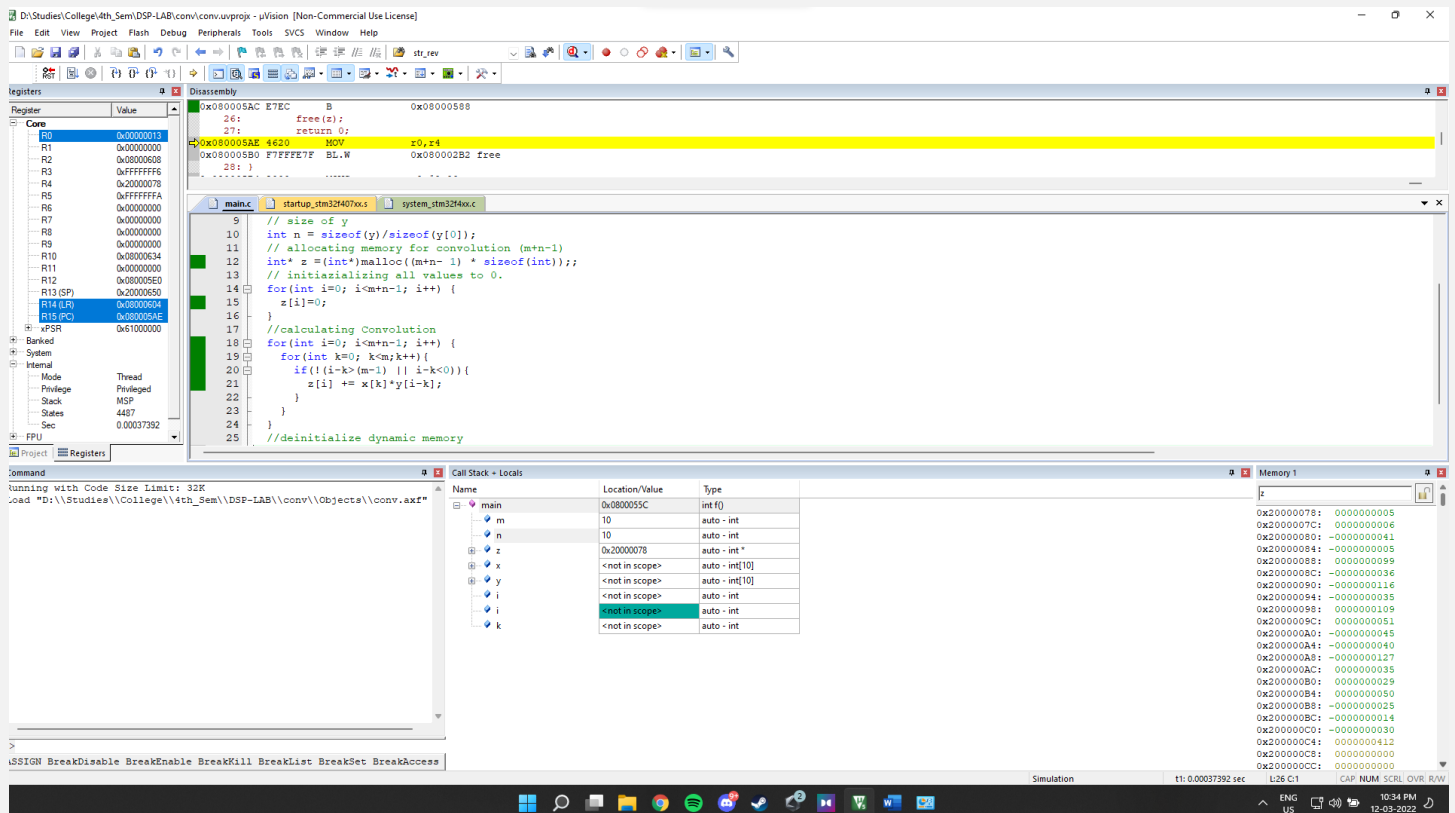 D:\Studies\College\4th_Sem\DSP-LAB\conv\conv.uvprojx - µVision [Non-Commercial Use License]
File Edit View Project Flash Debug Peripherals Tools SVCS Window Help
str_rev
RST
Registers
Register Value
Core
R0 0x00000013
R1 0x00000000
R2 0x08000608
R3 0xFFFFFFF6
R4 0x20000078
R5 0xFFFFFFFA
R6 0x00000000
R7 0x00000000
R8 0x00000000
R9 0x00000000
R10 0x08000634
R11 0x00000000
R12 0x080005E0
R13 (SP) 0x20000650
R14 (LR) 0x08000604
R15 (PC) 0x080005AE
xPSR 0x61000000
Banked
System
Internal
Mode Thread
Privilege Privileged
Stack MSP
States 4487
Sec 0.00037392
FPU
Project Registers
Disassembly
0x080005AC E7EC B 0x08000588
26: free(z);
27: return 0;
0x080005AE 4620 MOV r0,r4
0x080005B0 F7FFFE7F BL.W 0x080002B2 free
28: }
main.c startup_stm32f407xx.s system_stm32f4xx.c
9 // size of y
10 int n = sizeof(y)/sizeof(y[0]);
11 // allocating memory for convolution (m+n-1)
12 int* z =(int*)malloc((m+n- 1) * sizeof(int));;
13 // initiazializing all values to 0.
14 for(int i=0; i<m+n-1; i++) {
15 z[i]=0;
16 }
17 //calculating Convolution
18 for(int i=0; i<m+n-1; i++) {
19 for(int k=0; k<m;k++){
20 if(!(i-k>(m-1) || i-k<0)){
21 z[i] += x[k]*y[i-k];
22 }
23 }
24 }
25 //deinitialize dynamic memory
Command
Running with Code Size Limit: 32K
Load "D:\\Studies\\College\\4th_Sem\\DSP-LAB\\conv\\Objects\\conv.axf"
>
ASSIGN BreakDisable BreakEnable BreakKill BreakList BreakSet BreakAccess
Call Stack + Locals
Name Location/Value Type
main 0x0800055C int f()
m 10 auto - int
n 10 auto - int
z 0x20000078 auto - int *
x <not in scope> auto - int[10]
y <not in scope> auto - int[10]
i <not in scope> auto - int
i <not in scope> auto - int
k <not in scope> auto - int
Memory 1
z
0x20000078: 0000000005
0x2000007C: 0000000006
0x20000080: -0000000041
0x20000084: -0000000005
0x20000088: 0000000099
0x2000008C: -0000000036
0x20000090: -0000000116
0x20000094: -0000000035
0x20000098: 0000000109
0x2000009C: 0000000051
0x200000A0: -0000000045
0x200000A4: -0000000040
0x200000A8: -0000000127
0x200000AC: 0000000035
0x200000B0: 0000000029
0x200000B4: 0000000050
0x200000B8: -0000000025
0x200000BC: -0000000014
0x200000C0: -0000000030
0x200000C4: 0000000412
0x200000C8: 0000000000
0x200000CC: 0000000000
Simulation t1: 0.00037392 sec L:26 C:1 CAP NUM SCRL OVR R/W
9+
2
ENG
US
10:34 PM
12-03-2022